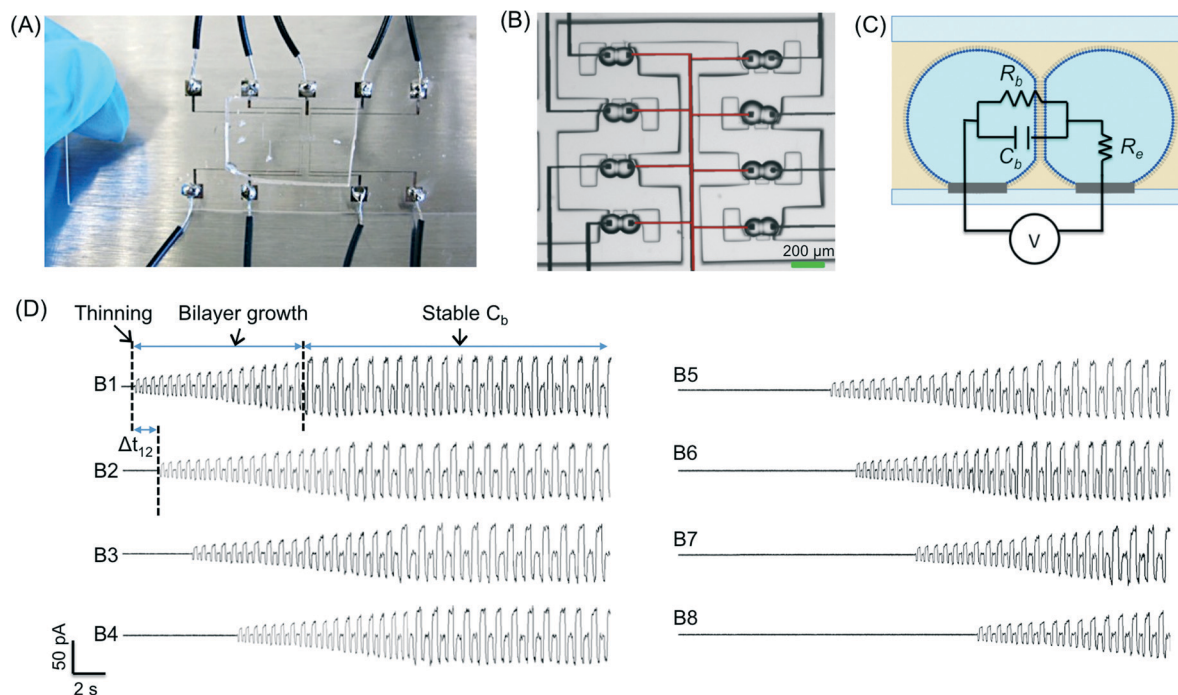 (A)
(B)
200 μm
(C)
R_b
C_b
R_e
V
(D)
Thinning
Bilayer growth
Stable C_b
B1
Δt_12
B2
B3
B4
50 pA
2 s
B5
B6
B7
B8